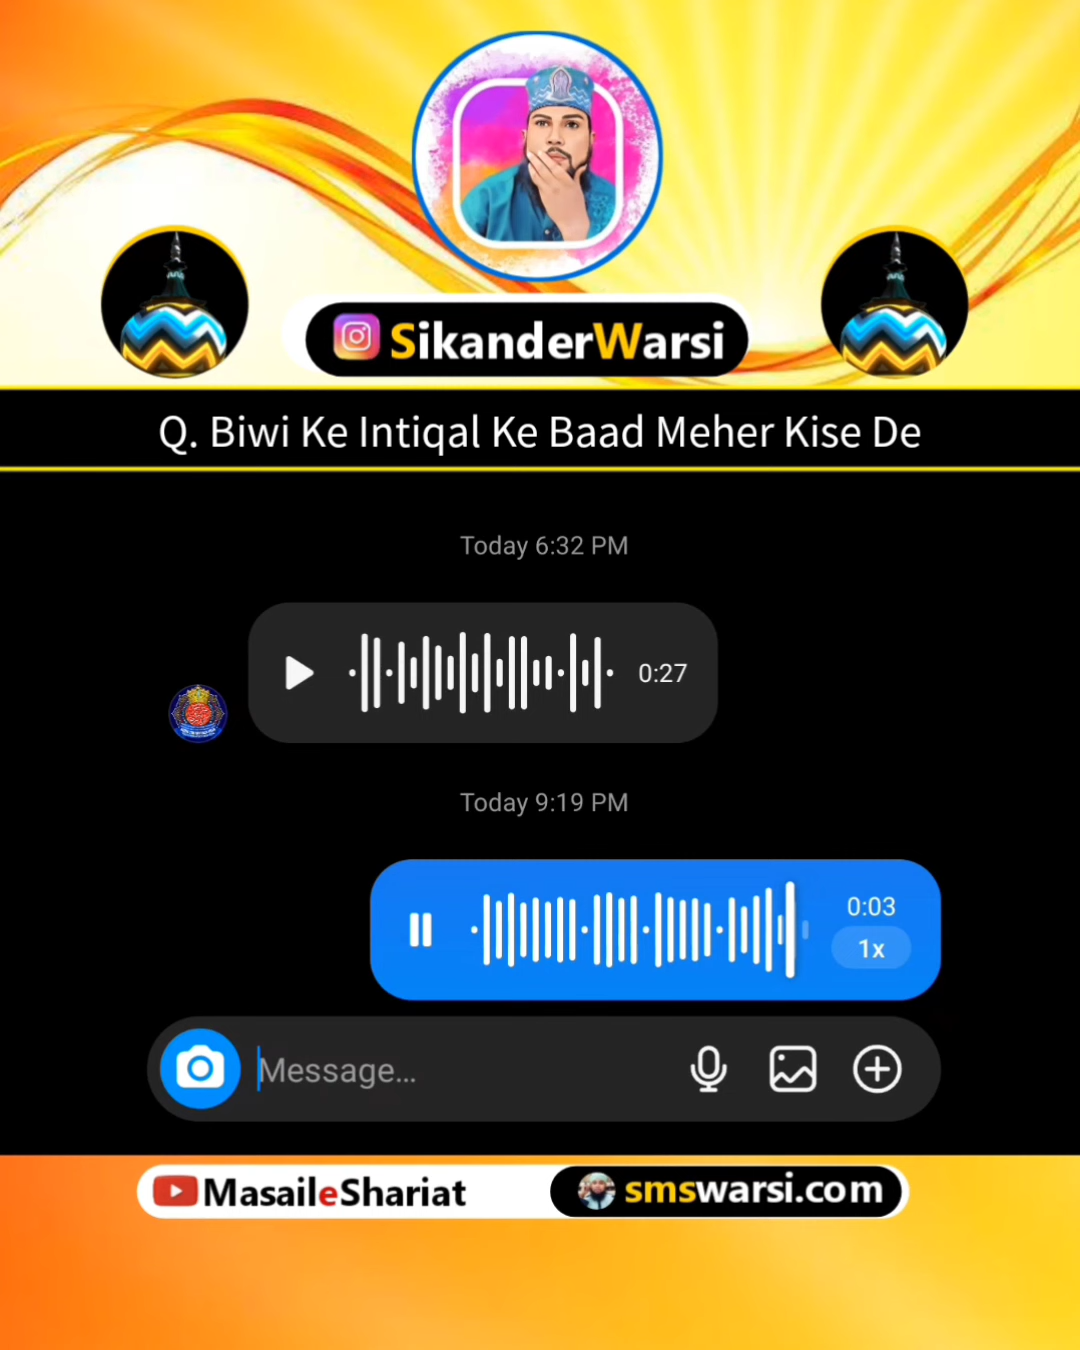 SikanderWarsi
Q. Biwi Ke Intiqal Ke Baad Meher Kise De
Today 6:32 PM
0:27
Today 9:19 PM
0:03
1x
Message...
MasaileShariat
smswarsi.com